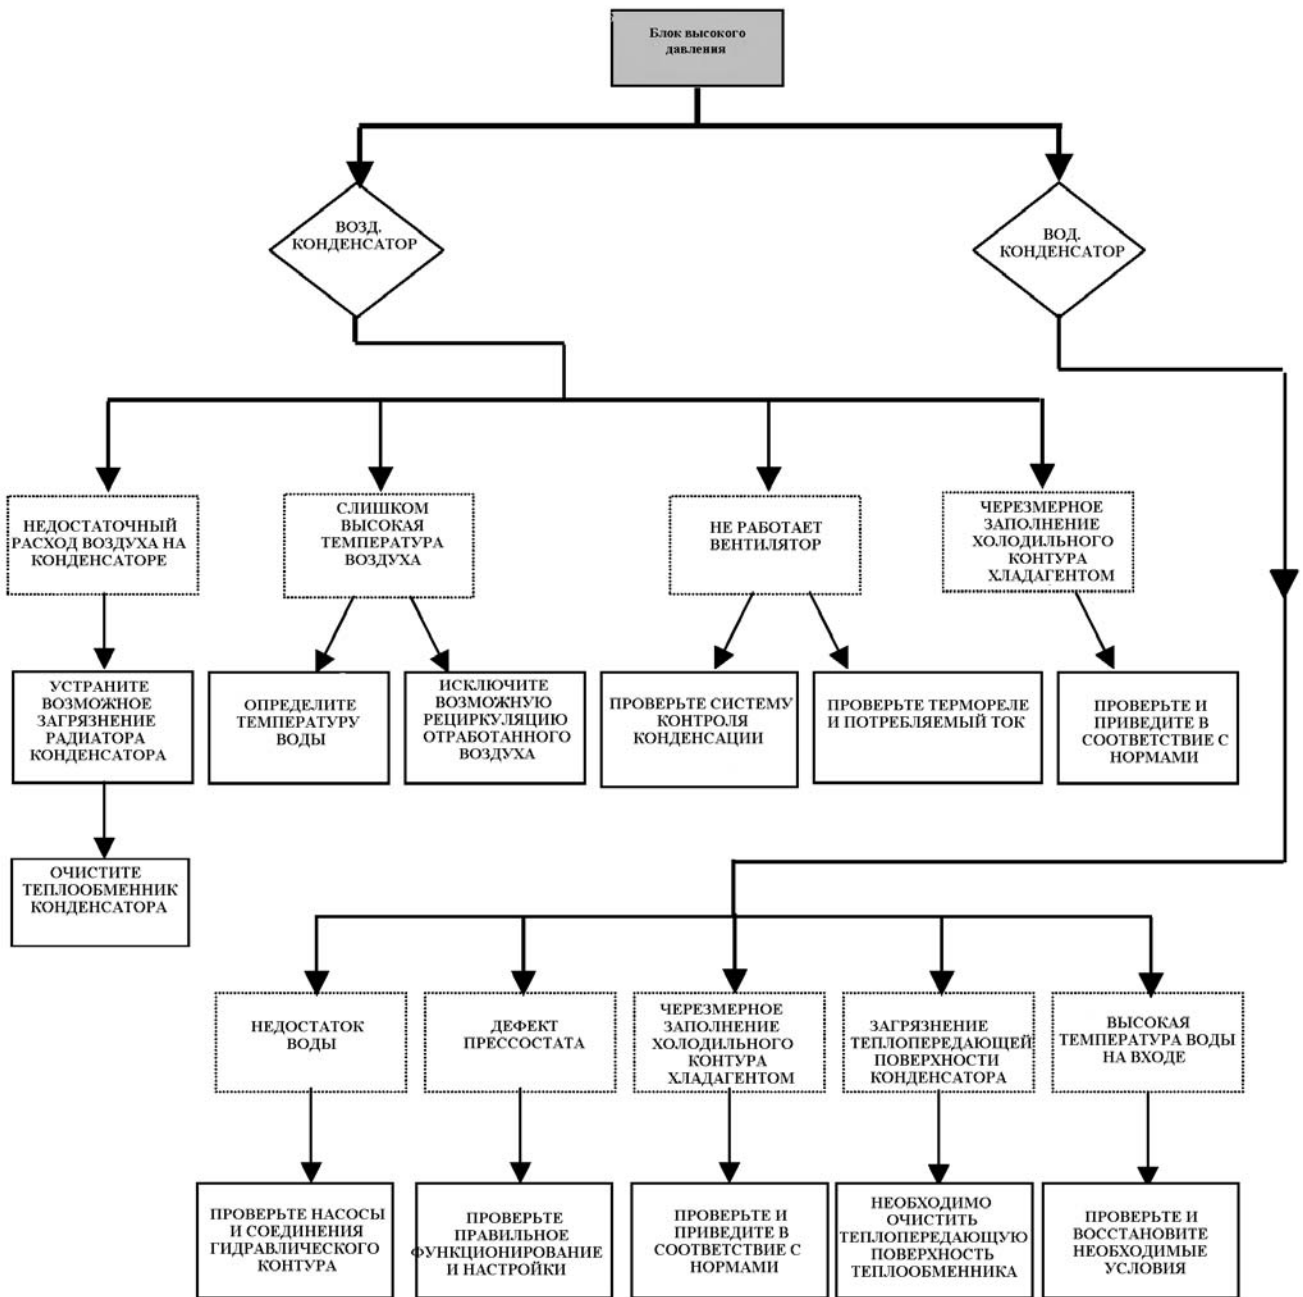 Блок высокого
давления
ВОЗД.
КОНДЕНСАТОР
ВОД.
КОНДЕНСАТОР
НЕДОСТАТОЧНЫЙ
РАСХОД ВОЗДУХА НА
КОНДЕНСАТОРЕ
СЛИШКОМ
ВЫСОКАЯ
ТЕМПЕРАТУРА
ВОЗДУХА
НЕ РАБОТАЕТ
ВЕНТИЛЯТОР
ЧЕРЕЗМЕРНОЕ
ЗАПОЛНЕНИЕ
ХОЛОДИЛЬНОГО
КОНТУРА
ХЛАДАГЕНТОМ
УСТРАНИТЕ
ВОЗМОЖНОЕ
ЗАГРЯЗНЕНИЕ
РАДИАТОРА
КОНДЕНСАТОРА
ОПРЕДЕЛИТЕ
ТЕМПЕРАТУРУ
ВОДЫ
ИСКЛЮЧИТЕ
ВОЗМОЖНУЮ
РЕЦИРКУЛЯЦИЮ
ОТРАБОТАННОГО
ВОЗДУХА
ПРОВЕРЬТЕ СИСТЕМУ
КОНТРОЛЯ
КОНДЕНСАЦИИ
ПРОВЕРЬТЕ ТЕРМОРЕЛЕ
И ПОТРЕБЛЯЕМЫЙ ТОК
ПРОВЕРЬТЕ И
ПРИВЕДИТЕ В
СООТВЕТСТВИЕ С
НОРМАМИ
ОЧИСТИТЕ
ТЕПЛООБМЕННИК
КОНДЕНСАТОРА
НЕДОСТАТОК
ВОДЫ
ДЕФЕКТ
ПРЕССОСТАТА
ЧЕРЕЗМЕРНОЕ
ЗАПОЛНЕНИЕ
ХОЛОДИЛЬНОГО
КОНТУРА
ХЛАДАГЕНТОМ
ЗАГРЯЗНЕНИЕ
ТЕПЛОПЕРЕДАЮЩЕЙ
ПОВЕРХНОСТИ
КОНДЕНСАТОРА
ВЫСОКАЯ
ТЕМПЕРАТУРА ВОДЫ
НА ВХОДЕ
ПРОВЕРЬТЕ НАСОСЫ
И СОЕДИНЕНИЯ
ГИДРАВЛИЧЕСКОГО
КОНТУРА
ПРОВЕРЬТЕ
ПРАВИЛЬНОЕ
ФУНКЦИОНИРОВАНИЕ
И НАСТРОЙКИ
ПРОВЕРЬТЕ И
ПРИВЕДИТЕ В
СООТВЕТСТВИЕ С
НОРМАМИ
НЕОБХОДИМО
ОЧИСТИТЬ
ТЕПЛОПЕРЕДАЮЩУЮ
ПОВЕРХНОСТЬ
ТЕПЛООБМЕННИКА
ПРОВЕРЬТЕ И
ВОССТАНОВИТЕ
НЕОБХОДИМЫЕ
УСЛОВИЯ